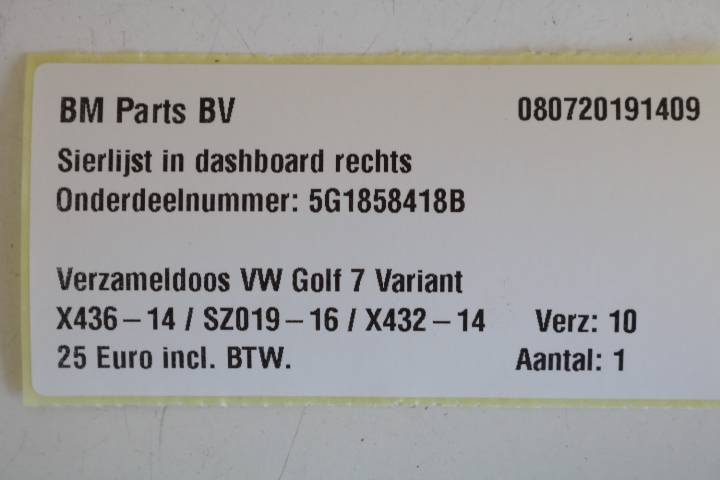 BM Parts BV 080720191409
Sierlijst in dashboard rechts
Onderdeelnummer: 5G1858418B
Verzameldoos VW Golf 7 Variant
X436–14 / SZ019–16 / X432–14 Verz: 10
25 Euro incl. BTW. Aantal: 1